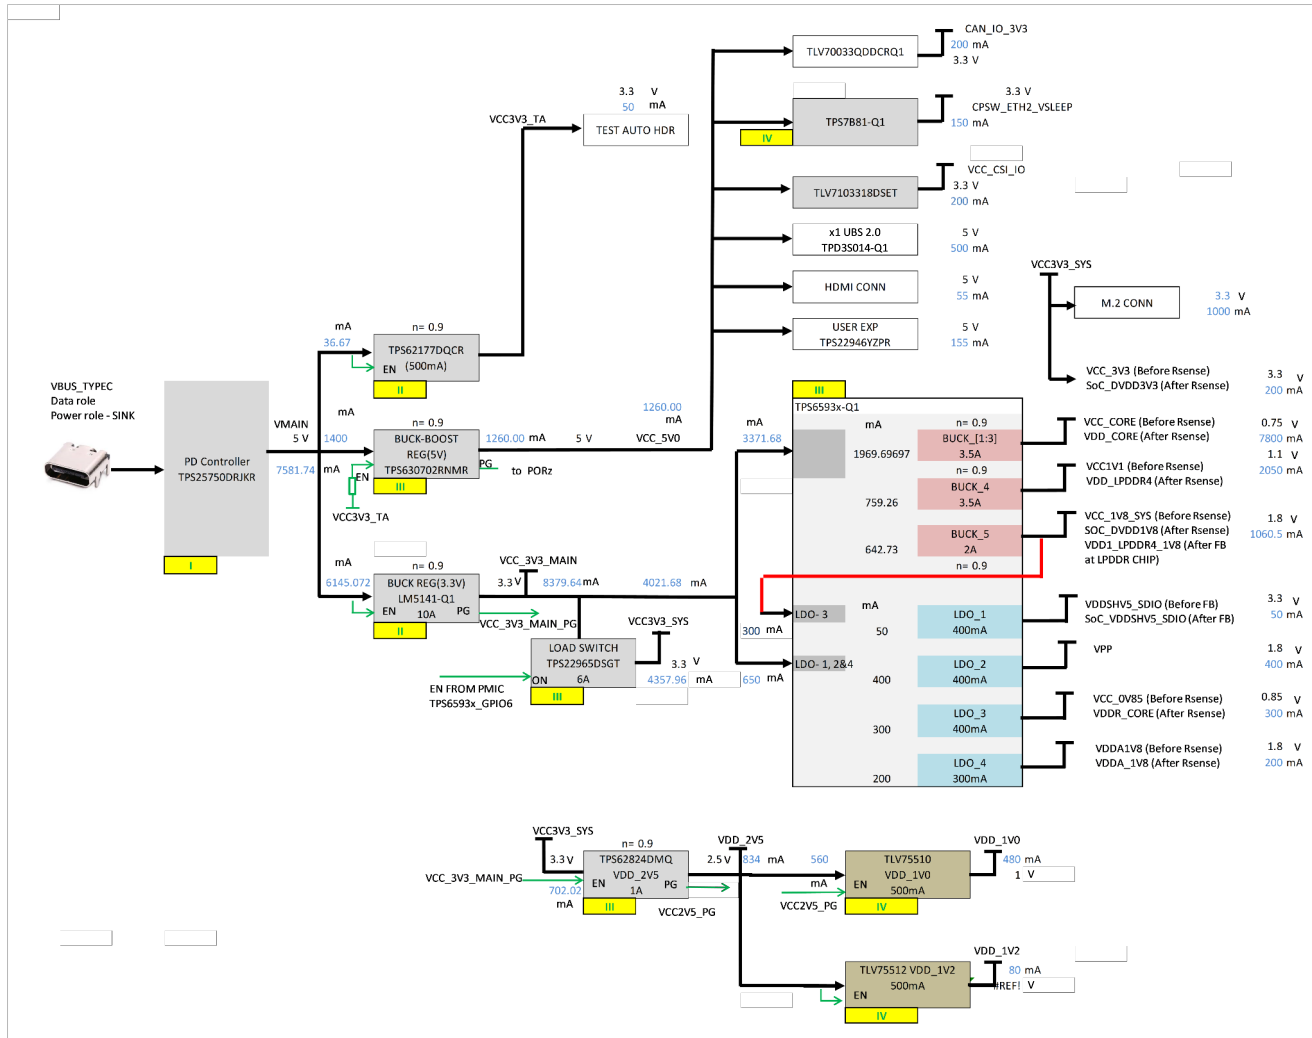 CAN_IO_3V3
200 mA
3.3 V
TLV70033QDDCRQ1
3.3 V
50 mA
VCC3V3_TA
TEST AUTO HDR
3.3 V
CPSW_ETH2_VSLEEP
150 mA
TPS7B81-Q1
IV
VCC_CSI_IO
3.3 V
200 mA
TLV7103318DSET
x1 UBS 2.0
TPD3S014-Q1
5 V
500 mA
HDMI CONN
5 V
55 mA
USER EXP
TPS22946YZPR
5 V
155 mA
VCC3V3_SYS
M.2 CONN
3.3 V
1000 mA
VCC_3V3 (Before Rsense)
SoC_DVDD3V3 (After Rsense)
3.3 V
200 mA
VBUS_TYPEC
Data role
Power role - SINK
PD Controller
TPS25750DRJKR
I
VMAIN
5 V
7581.74 mA
mA
36.67
n= 0.9
TPS62177DQCR
(500mA)
EN
II
mA
1400
n= 0.9
BUCK-BOOST
REG(5V)
TPS630702RNMR
EN
PG
III
VCC3V3_TA
to PORz
1260.00 mA
5 V
1260.00
mA
VCC_5V0
mA
6145.072
n= 0.9
BUCK REG(3.3V)
LM5141-Q1
10A
EN
PG
II
VCC_3V3_MAIN_PG
VCC_3V3_MAIN
3.3 V
8379.64 mA
4021.68 mA
LOAD SWITCH
TPS22965DSGT
6A
ON
III
EN FROM PMIC
TPS6593x_GPIO6
VCC3V3_SYS
3.3 V
4357.96 mA
III
TPS6593x-Q1
3371.68 mA
mA
1969.69697
n= 0.9
BUCK_[1:3]
3.5A
n= 0.9
759.26
BUCK_4
3.5A
642.73
BUCK_5
2A
n= 0.9
300 mA
LDO- 3
mA
50
LDO_1
400mA
650 mA
LDO- 1, 2&4
400
LDO_2
400mA
300
LDO_3
400mA
200
LDO_4
300mA
VCC_CORE (Before Rsense)
VDD_CORE (After Rsense)
0.75 V
7800 mA
VCC1V1 (Before Rsense)
VDD_LPDDR4 (After Rsense)
1.1 V
2050 mA
VCC_1V8_SYS (Before Rsense)
SOC_DVDD1V8 (After Rsense)
VDD1_LPDDR4_1V8 (After FB
at LPDDR CHIP)
1.8 V
1060.5 mA
VDDSHV5_SDIO (Before FB)
SoC_VDDSHV5_SDIO (After FB)
3.3 V
50 mA
VPP
1.8 V
400 mA
VCC_0V85 (Before Rsense)
VDDR_CORE (After Rsense)
0.85 V
300 mA
VDDA1V8 (Before Rsense)
VDDA_1V8 (After Rsense)
1.8 V
200 mA
VCC3V3_SYS
3.3 V
VCC_3V3_MAIN_PG
702.02
mA
n= 0.9
TPS62824DMQ
VDD_2V5
1A
EN
PG
III
VCC2V5_PG
VDD_2V5
2.5 V
834 mA
560
mA
VCC2V5_PG
TLV75510
VDD_1V0
500mA
EN
IV
VDD_1V0
480 mA
1 V
TLV75512 VDD_1V2
500mA
EN
IV
VDD_1V2
80 mA
#REF! V